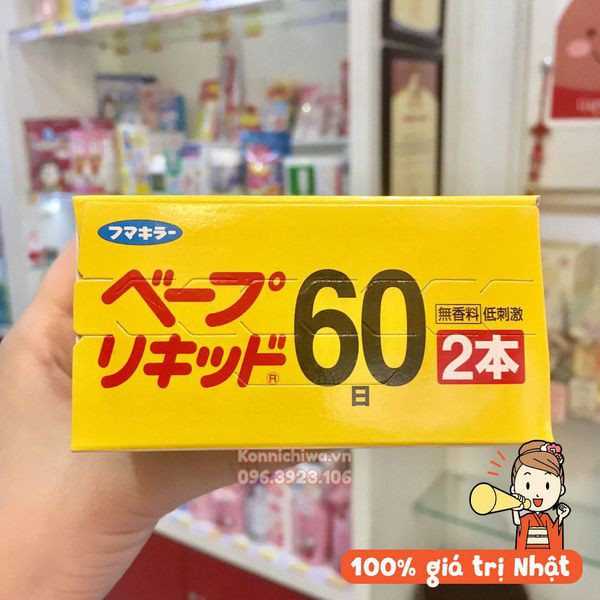 フマキラー
ベープ
リキッド®
60
日
無香料 低刺激
2本
Konnichiwa.vn
096.3923.106
100% giá trị Nhật